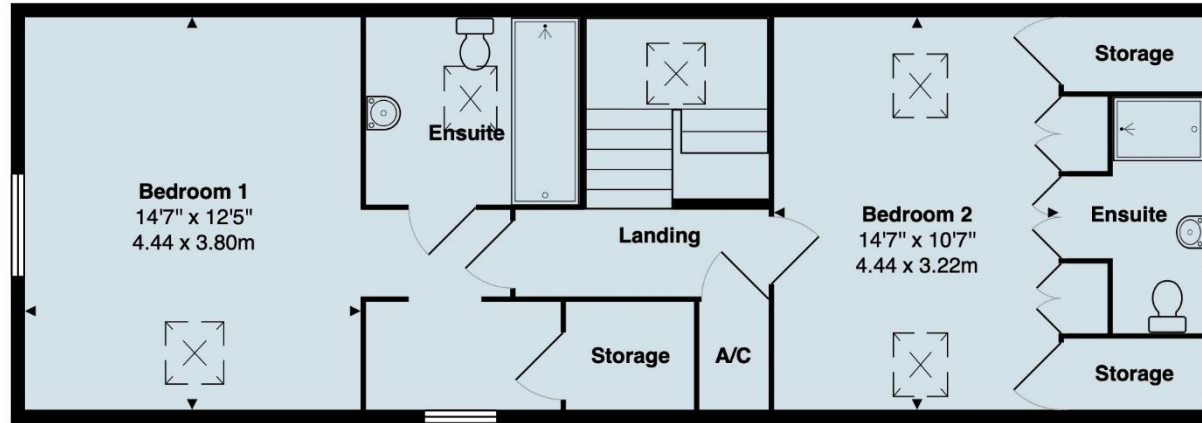 Bedroom 1
14'7" x 12'5"
4.44 x 3.80m
Ensuite
Landing
Storage
A/C
Bedroom 2
14'7" x 10'7"
4.44 x 3.22m
Storage
Ensuite
Storage